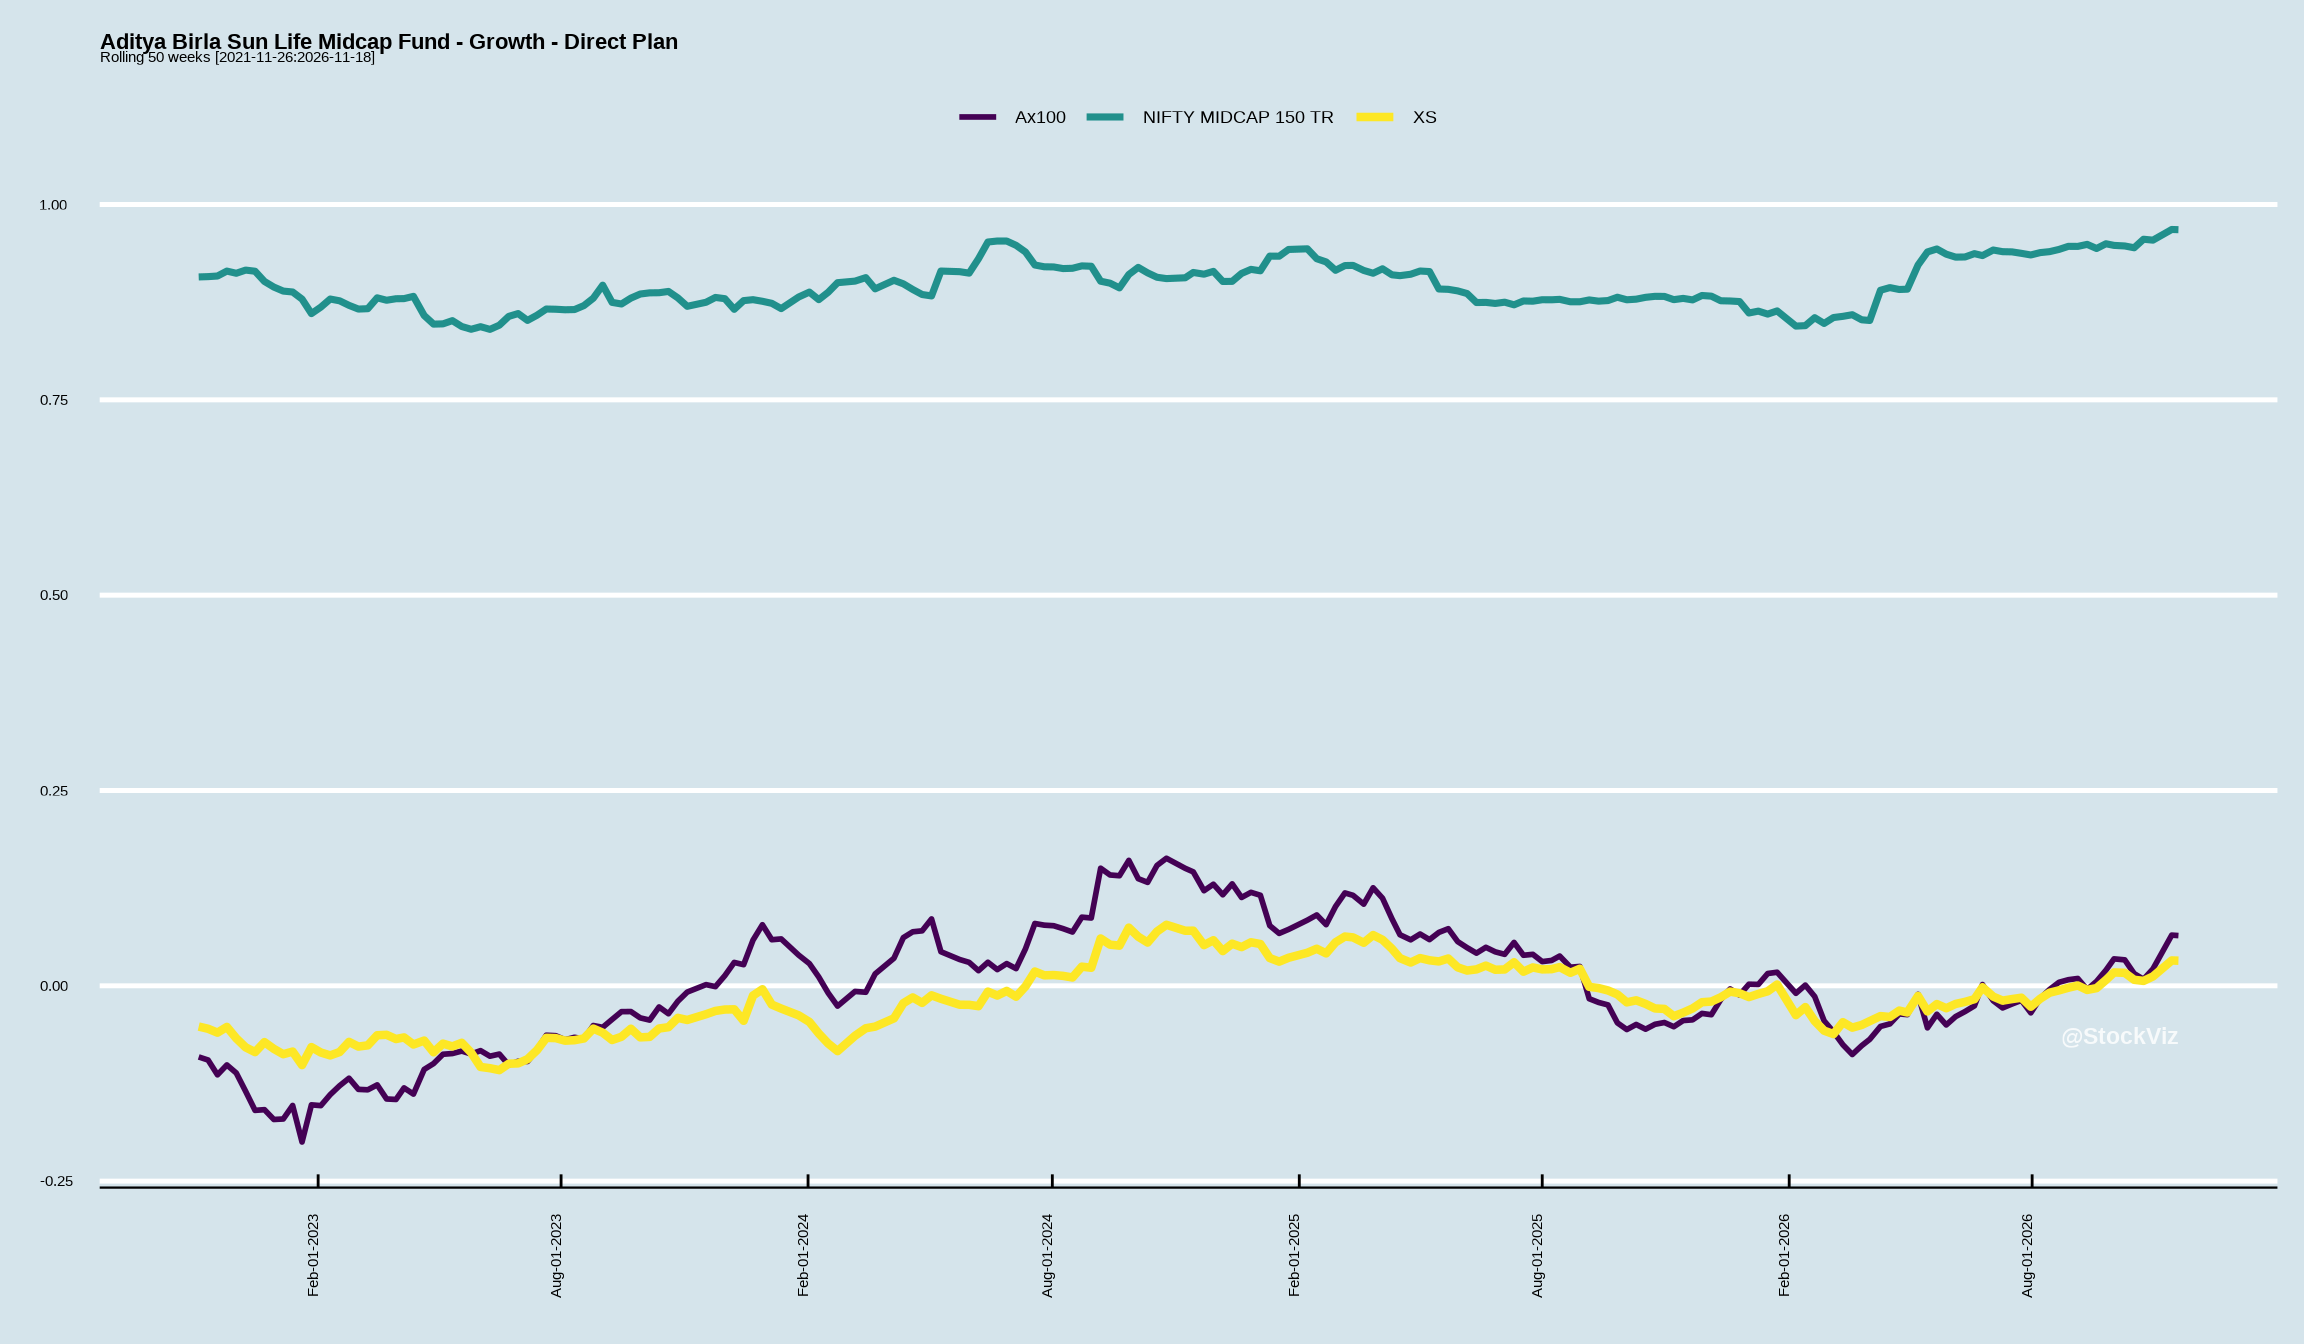 Aditya Birla Sun Life Midcap Fund - Growth - Direct Plan
Rolling 50 weeks [2021-11-26:2026-11-18]
Ax100 NIFTY MIDCAP 150 TR XS
1.00
0.75
0.50
0.25
0.00
-0.25
@StockViz
Feb-01-2023
Aug-01-2023
Feb-01-2024
Aug-01-2024
Feb-01-2025
Aug-01-2025
Feb-01-2026
Aug-01-2026